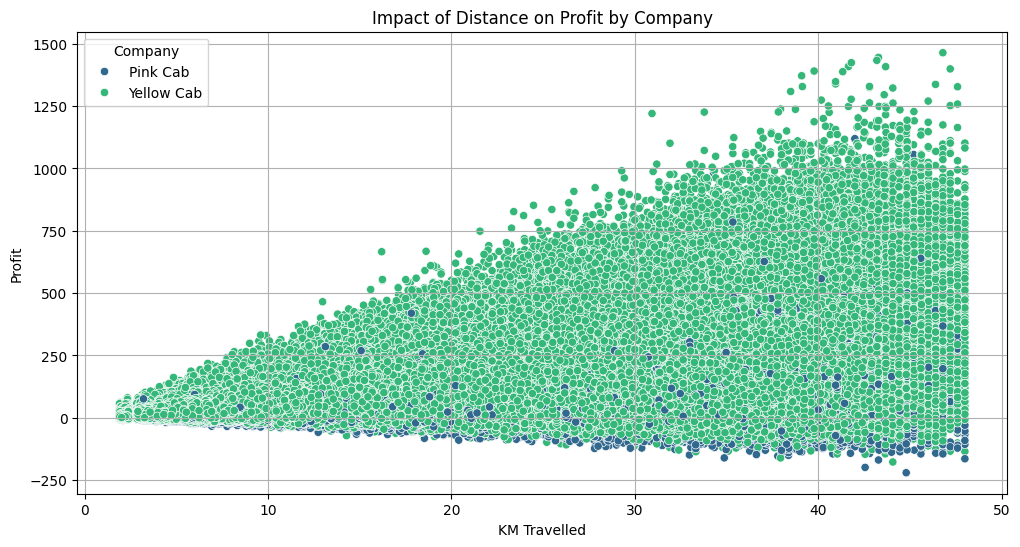 Impact of Distance on Profit by Company
Company
Pink Cab
Yellow Cab
Profit
1500
1250
1000
750
500
250
0
−250
0 10 20 30 40 50
KM Travelled